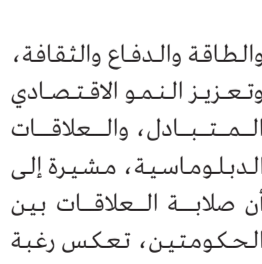 والطاقة والدفاع والثقافة،
وتعزيز النمو الاقتصادي
المتبادل، والعلاقات
الدبلوماسية، مشيرة إلى
أن صلابة العلاقات بين
الحكومتين، تعكس رغبة